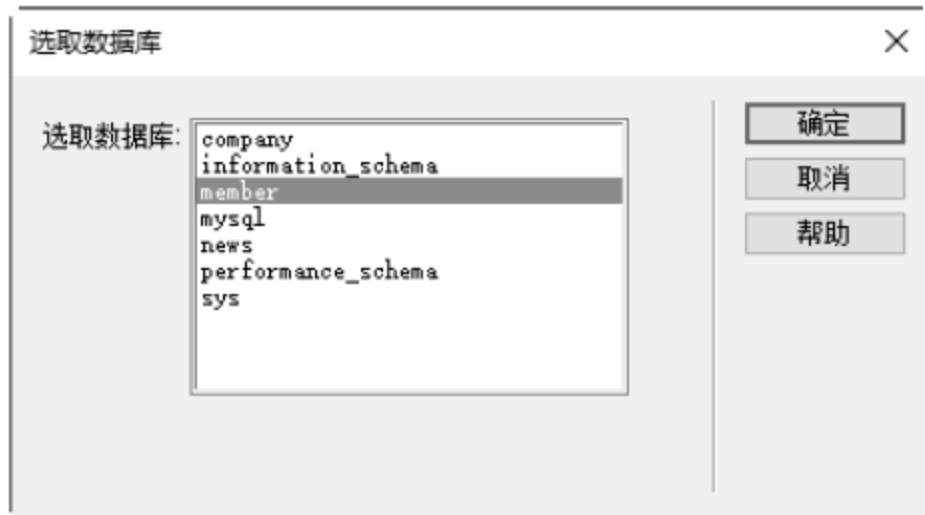 选取数据库
选取数据库:
company
information_schema
member
mysql
news
performance_schema
sys
确定
取消
帮助